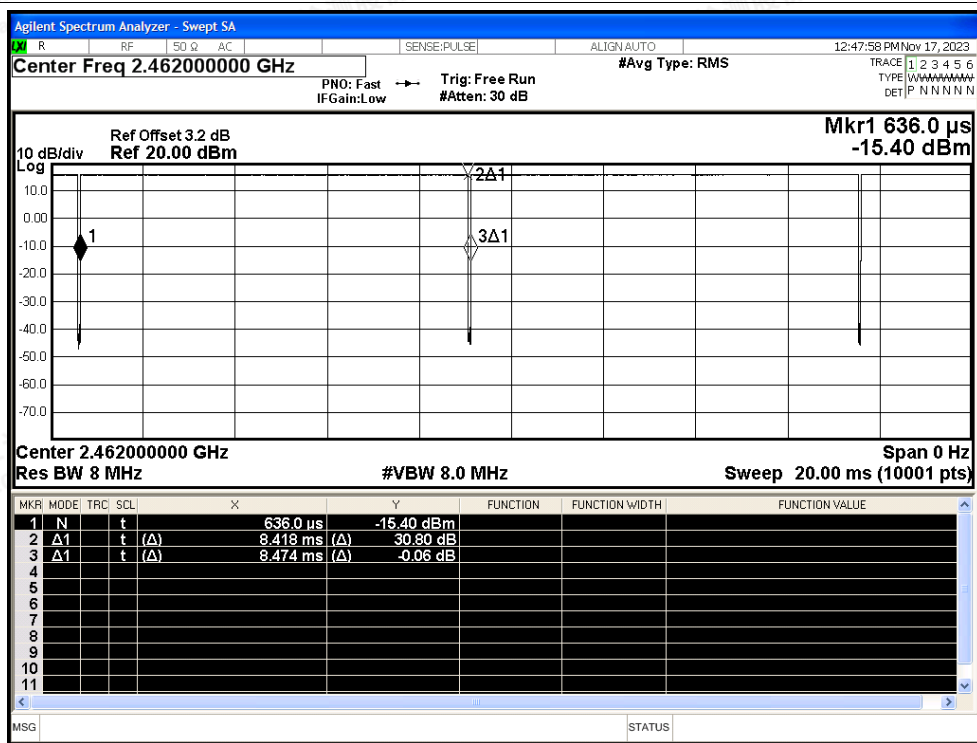 Agilent Spectrum Analyzer - Swept SA
LXI R RF 50 Ω AC SENSE:PULSE ALIGN AUTO 12:47:58 PM Nov 17, 2023
Center Freq 2.462000000 GHz
PNO: Fast
IFGain:Low
Trig: Free Run
#Atten: 30 dB
#Avg Type: RMS
TRACE 1 2 3 4 5 6
TYPE W
DET P N N N N N
Mkr1 636.0 µs
-15.40 dBm
Ref Offset 3.2 dB
10 dB/div Ref 20.00 dBm
Log
2Δ1
10.0
0.00
1 3Δ1
-10.0
-20.0
-30.0
-40.0
-50.0
-60.0
-70.0
Center 2.462000000 GHz Span 0 Hz
Res BW 8 MHz #VBW 8.0 MHz Sweep 20.00 ms (10001 pts)
MKR MODE TRC SCL X Y FUNCTION FUNCTION WIDTH FUNCTION VALUE
1 N t 636.0 µs -15.40 dBm
2 Δ1 t (Δ) 8.418 ms (Δ) 30.80 dB
3 Δ1 t (Δ) 8.474 ms (Δ) -0.06 dB
4
5
6
7
8
9
10
11
MSG STATUS